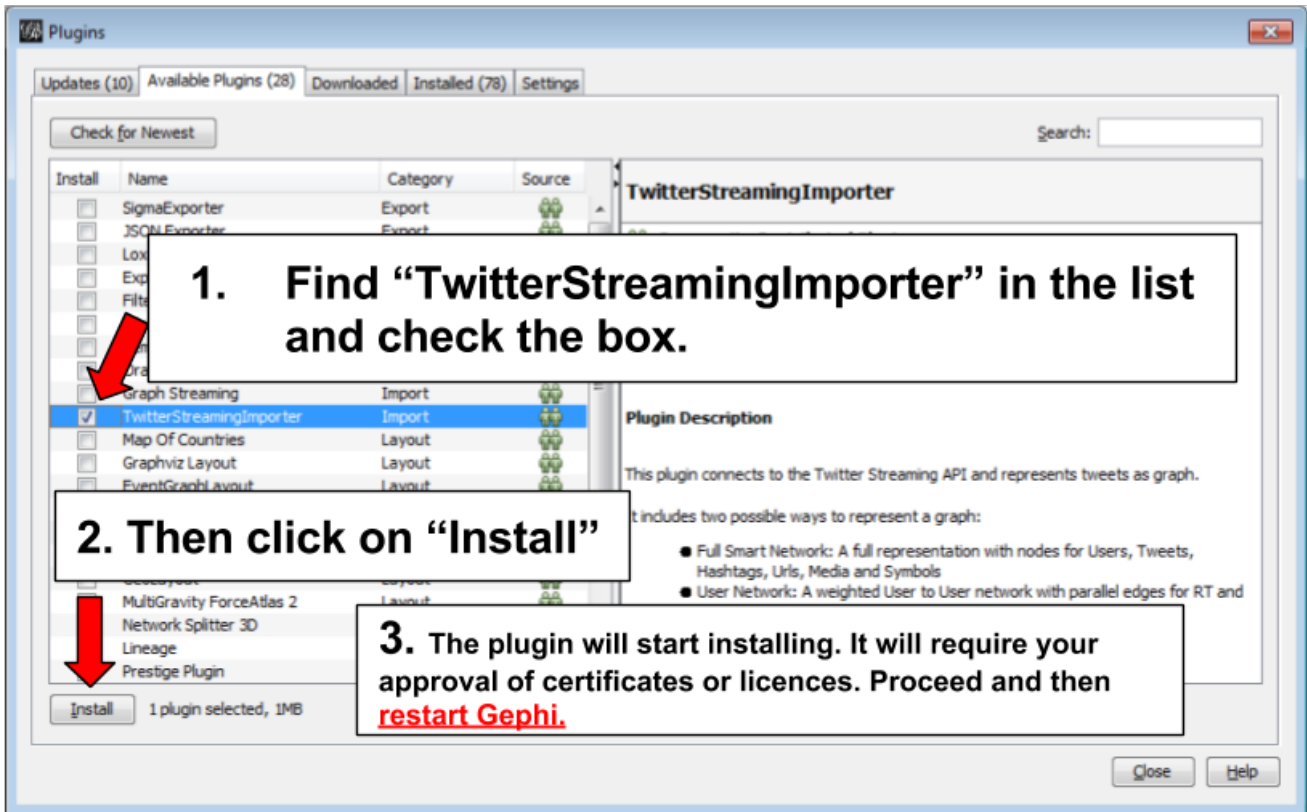 Plugins
Updates (10) Available Plugins (28) Downloaded Installed (78) Settings
Check for Newest Search:
Install Name Category Source
TwitterStreamingImporter
SigmaExporter Export
JSON Exporter Export
Lox
Exp
Filte
1. Find “TwitterStreamingImporter” in the list
and check the box.
Graph Streaming Import
TwitterStreamingImporter Import
Map Of Countries Layout
Graphviz Layout Layout
EventGraphLayout Layout
Plugin Description
This plugin connects to the Twitter Streaming API and represents tweets as graph.
t includes two possible ways to represent a graph:
Full Smart Network: A full representation with nodes for Users, Tweets,
Hashtags, Urls, Media and Symbols
User Network: A weighted User to User network with parallel edges for RT and
2. Then click on “Install”
GeoLayout Layout
MultiGravity ForceAtlas 2 Layout
Network Splitter 3D
Lineage
Prestige Plugin
3. The plugin will start installing. It will require your
approval of certificates or licences. Proceed and then
restart Gephi.
Install 1 plugin selected, 1MB
Close Help